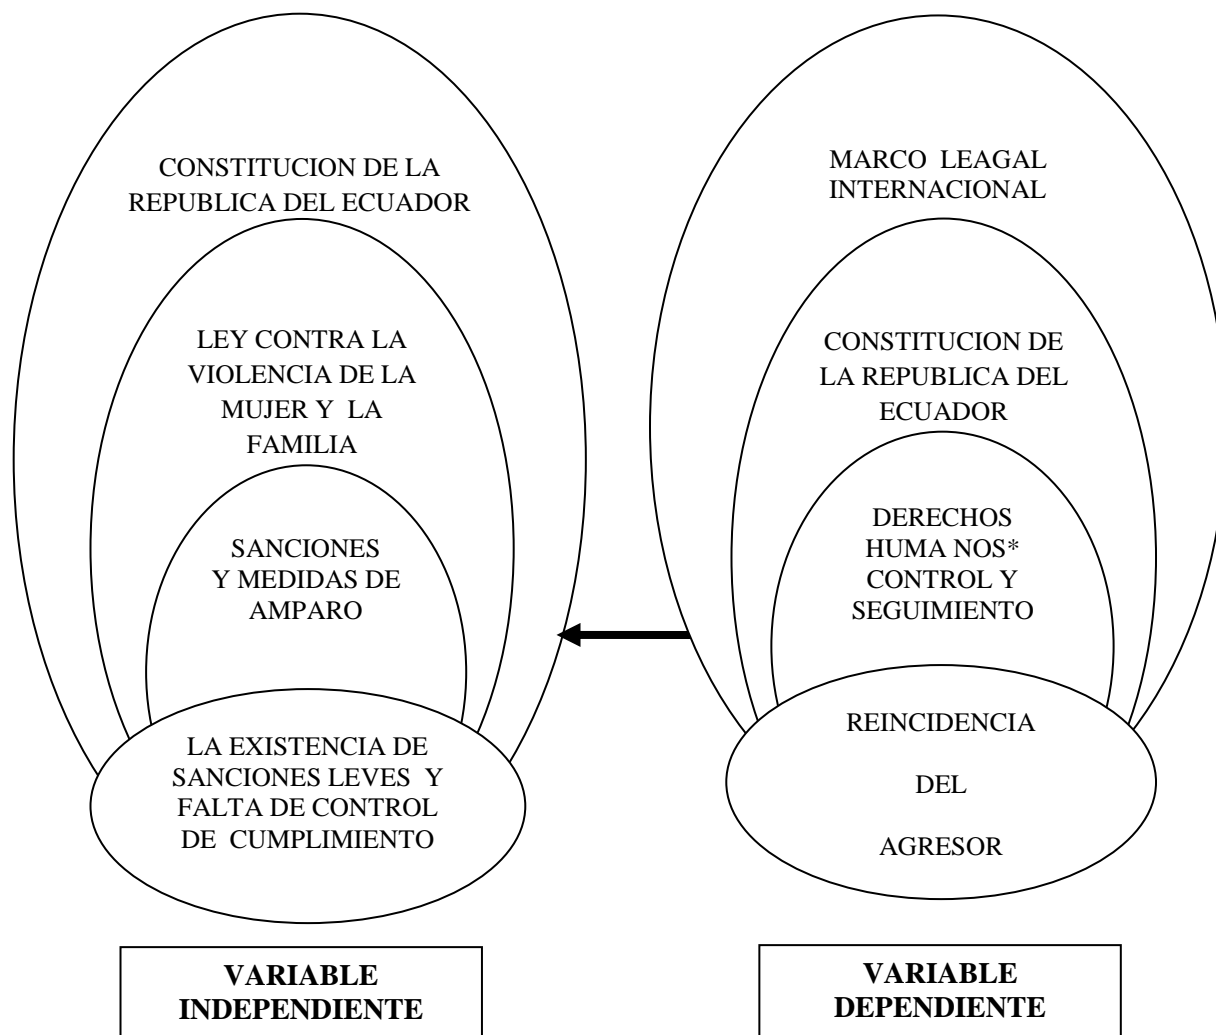 CONSTITUCION DE LA
REPUBLICA DEL ECUADOR
LEY CONTRA LA
VIOLENCIA DE LA
MUJER Y LA
FAMILIA
SANCIONES
Y MEDIDAS DE
AMPARO
LA EXISTENCIA DE
SANCIONES LEVES Y
FALTA DE CONTROL
DE CUMPLIMIENTO
VARIABLE
INDEPENDIENTE
MARCO LEAGAL
INTERNACIONAL
CONSTITUCION DE
LA REPUBLICA DEL
ECUADOR
DERECHOS
HUMA NOS*
CONTROL Y
SEGUIMIENTO
REINCIDENCIA
DEL
AGRESOR
VARIABLE
DEPENDIENTE